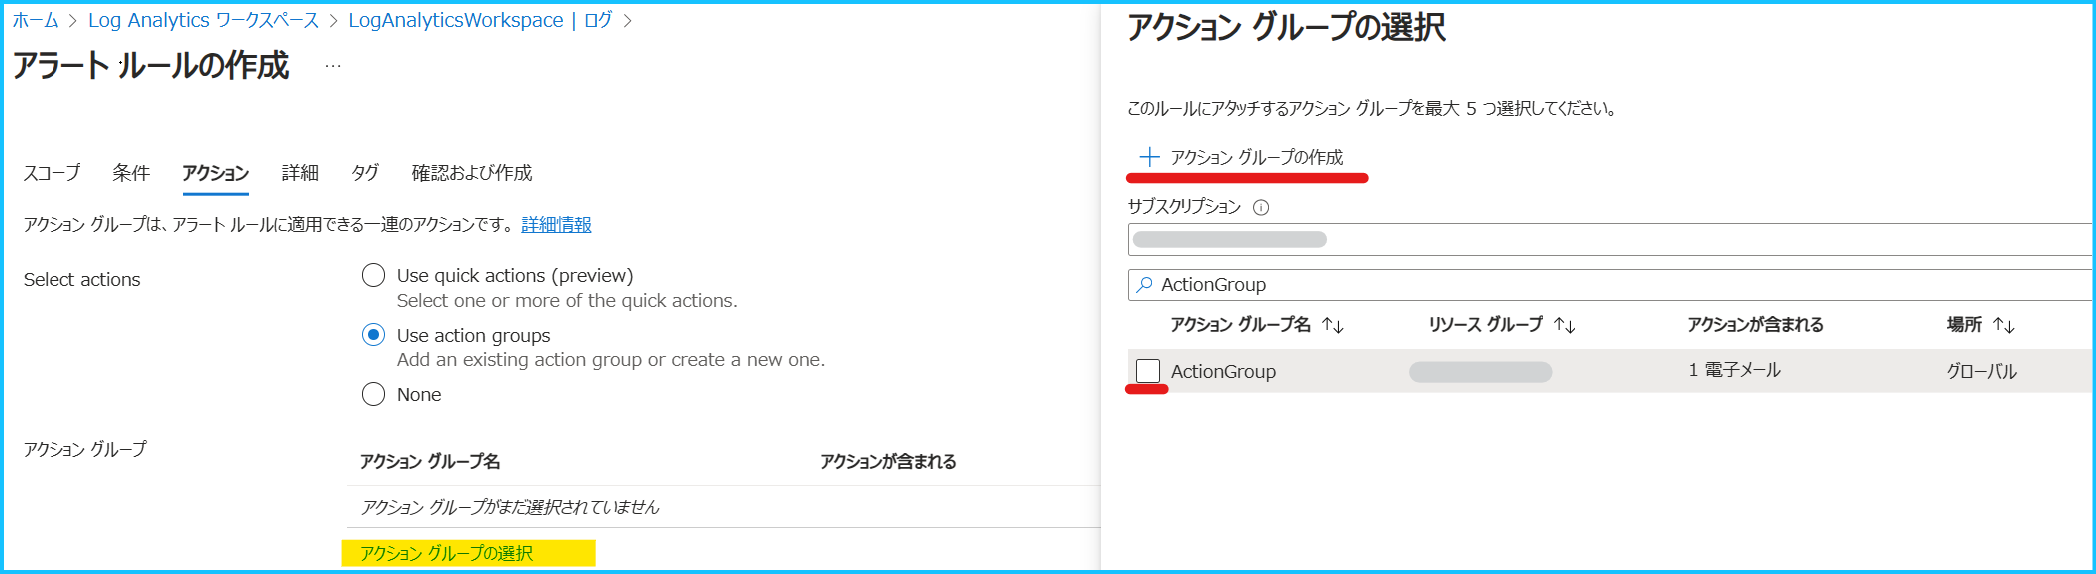 ホーム > Log Analytics ワークスペース > LogAnalyticsWorkspace | ログ >
アラート ルールの作成 …
スコープ 条件 アクション 詳細 タグ 確認および作成
アクション グループは、アラート ルールに適用できる一連のアクションです。 詳細情報
Select actions
Use quick actions (preview)
Select one or more of the quick actions.
Use action groups
Add an existing action group or create a new one.
None
アクション グループ
アクション グループ名 アクションが含まれる
アクション グループがまだ選択されていません
アクション グループの選択
アクション グループの選択
このルールにアタッチするアクション グループを最大 5 つ選択してください。
+ アクション グループの作成
サブスクリプション
ActionGroup
アクション グループ名 ↑↓ リソース グループ ↑↓ アクションが含まれる 場所 ↑↓
ActionGroup 1 電子メール グローバル